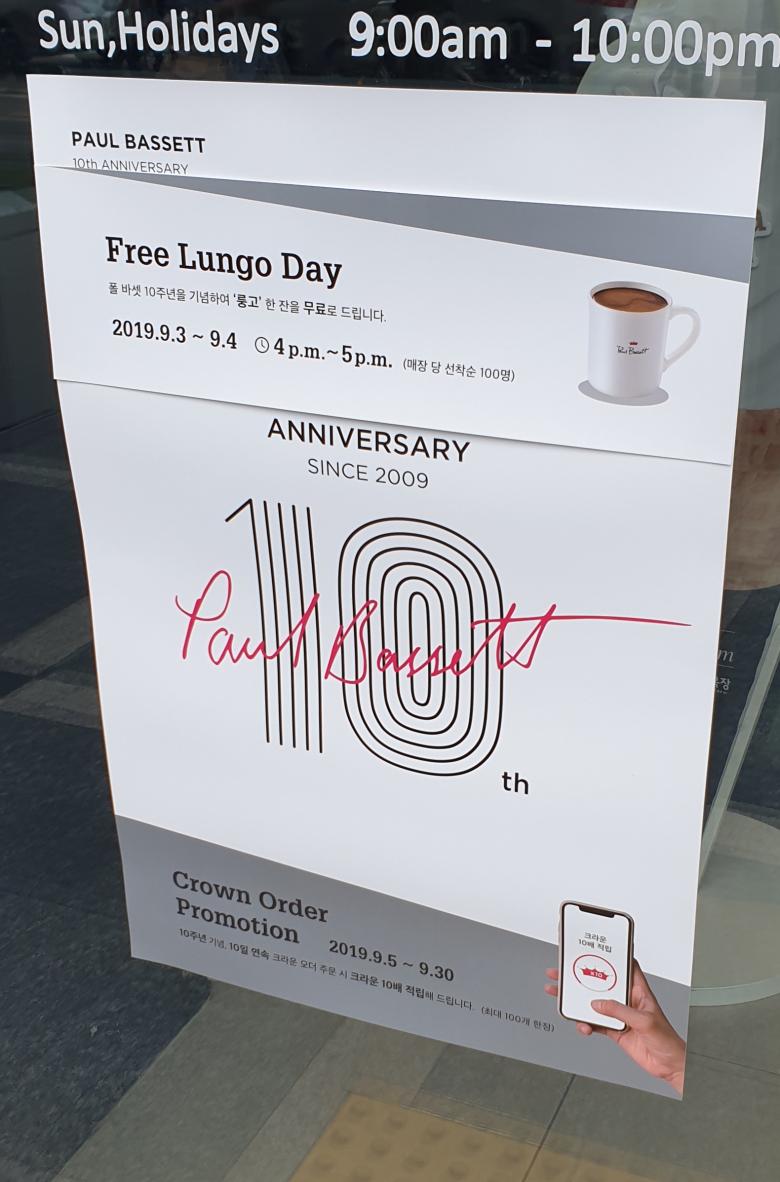 Sun,Holidays 9:00am - 10:00pm
PAUL BASSETT
10th ANNIVERSARY
Free Lungo Day
폴 바셋 10주년을 기념하여 '룽고' 한 잔을 무료로 드립니다.
2019.9.3 ~ 9.4 4 p.m.~5 p.m. (매장 당 선착순 100명)
Paul Bassett
ANNIVERSARY
SINCE 2009
10th
Paul Bassett
Crown Order
Promotion 2019.9.5 ~ 9.30
10주년 기념, 10일 연속 크라운 오더 주문 시 크라운 10배 적립해 드립니다. (최대 100개 한정)
크라운
10배 적립
x10